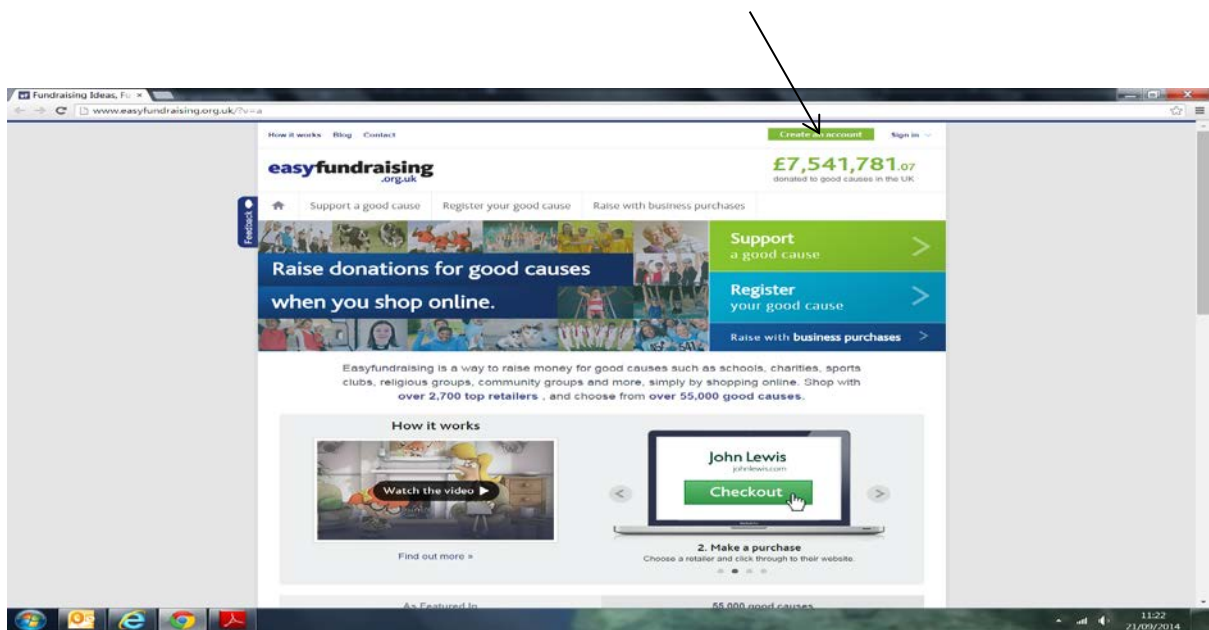 Fundraising Ideas, Fu
www.easyfundraising.org.uk/?v=a
How it works Blog Contact
Create an account Sign in
easyfundraising
.org.uk
£7,541,781.07
donated to good causes in the UK
Feedback
Support a good cause Register your good cause Raise with business purchases
Raise donations for good causes
when you shop online.
Support
a good cause
Register
your good cause
Raise with business purchases
Easyfundraising is a way to raise money for good causes such as schools, charities, sports
clubs, religious groups, community groups and more, simply by shopping online. Shop with
over 2,700 top retailers , and choose from over 55,000 good causes.
How it works
Watch the video
Find out more »
John Lewis
johnlewis.com
Checkout
2. Make a purchase
Choose a retailer and click through to their website.
As Featured In
55,000 good causes
11:22
21/09/2014